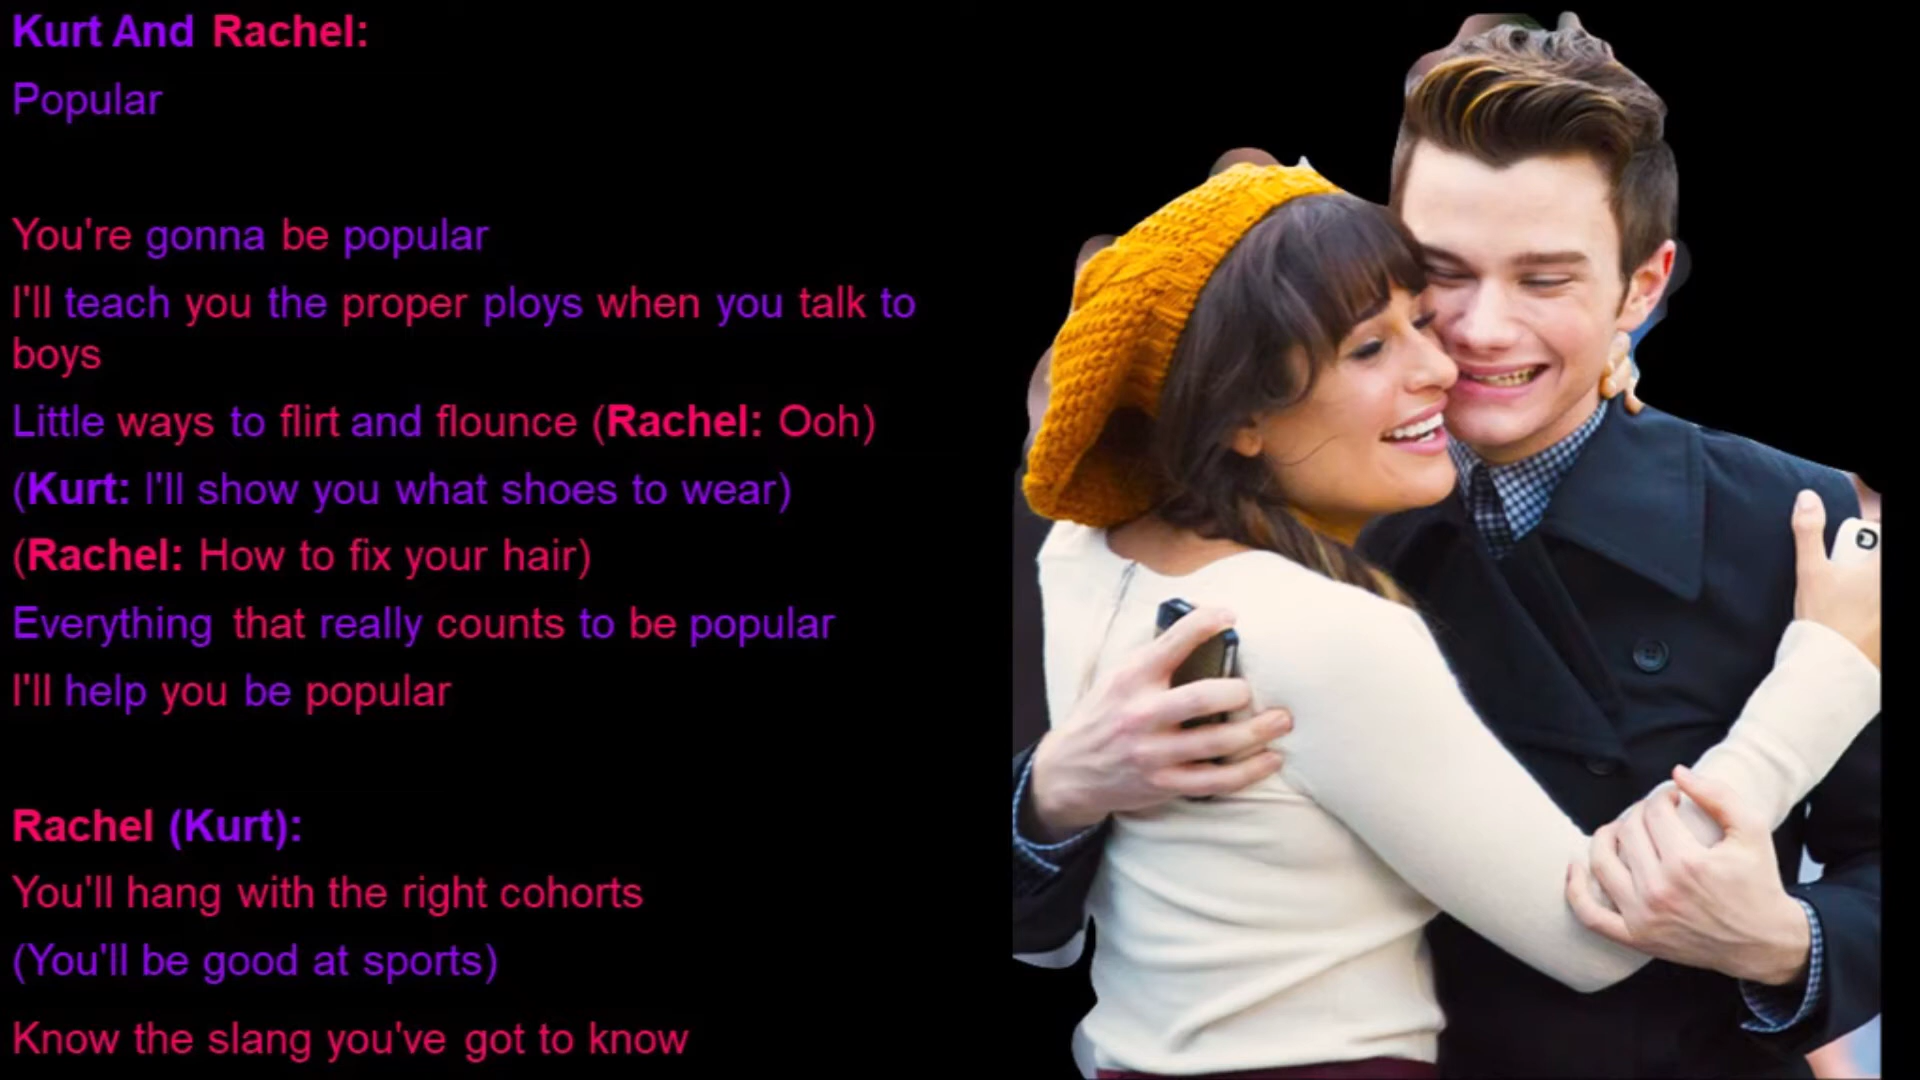 Kurt And Rachel:
Popular
You're gonna be popular
I'll teach you the proper ploys when you talk to
boys
Little ways to flirt and flounce (Rachel: Ooh)
(Kurt: I'll show you what shoes to wear)
(Rachel: How to fix your hair)
Everything that really counts to be popular
I'll help you be popular
Rachel (Kurt):
You'll hang with the right cohorts
(You'll be good at sports)
Know the slang you've got to know